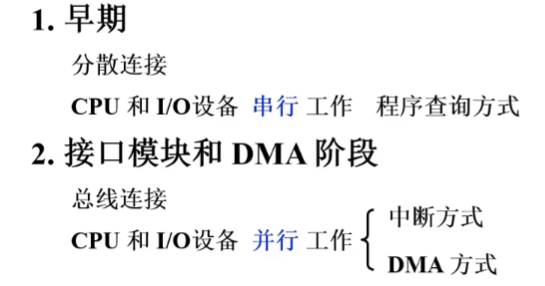 1. 早期
分散连接
CPU 和 I/O设备 串行 工作 程序查询方式
2. 接口模块和 DMA 阶段
总线连接
CPU 和 I/O设备 并行 工作
中断方式
DMA 方式